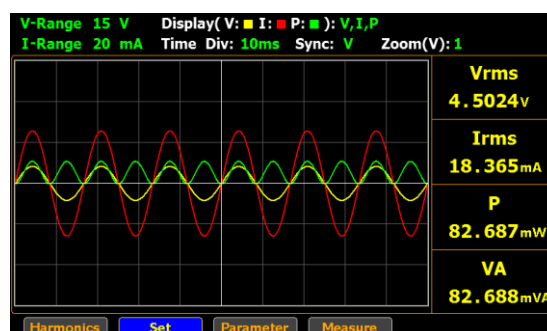 V-Range 15 V Display( V: I: P: ): V,I,P
I-Range 20 mA Time Div: 10ms Sync: V Zoom(V): 1
Vrms
4.5024V
Irms
18.365mA
P
82.687mW
VA
82.688mVA
Harmonics Set Parameter Measure